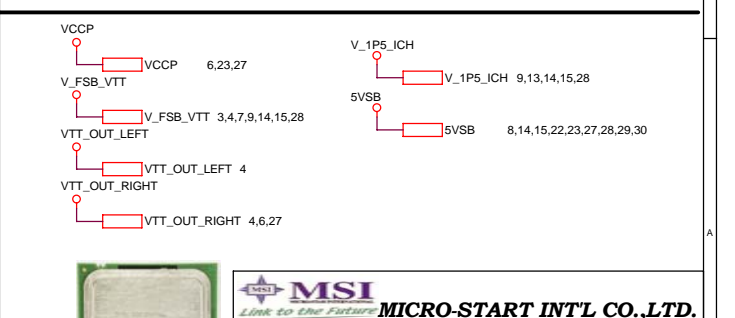 VCCP
VCCP 6,23,27
V_FSB_VTT
V_FSB_VTT 3,4,7,9,14,15,28
VTT_OUT_LEFT
VTT_OUT_LEFT 4
VTT_OUT_RIGHT
VTT_OUT_RIGHT 4,6,27
V_1P5_ICH
V_1P5_ICH 9,13,14,15,28
5VSB
5VSB 8,14,15,22,23,27,28,29,30
A
MSI MSI
MICRO-START INT'L CO.,LTD.
Link to the Future